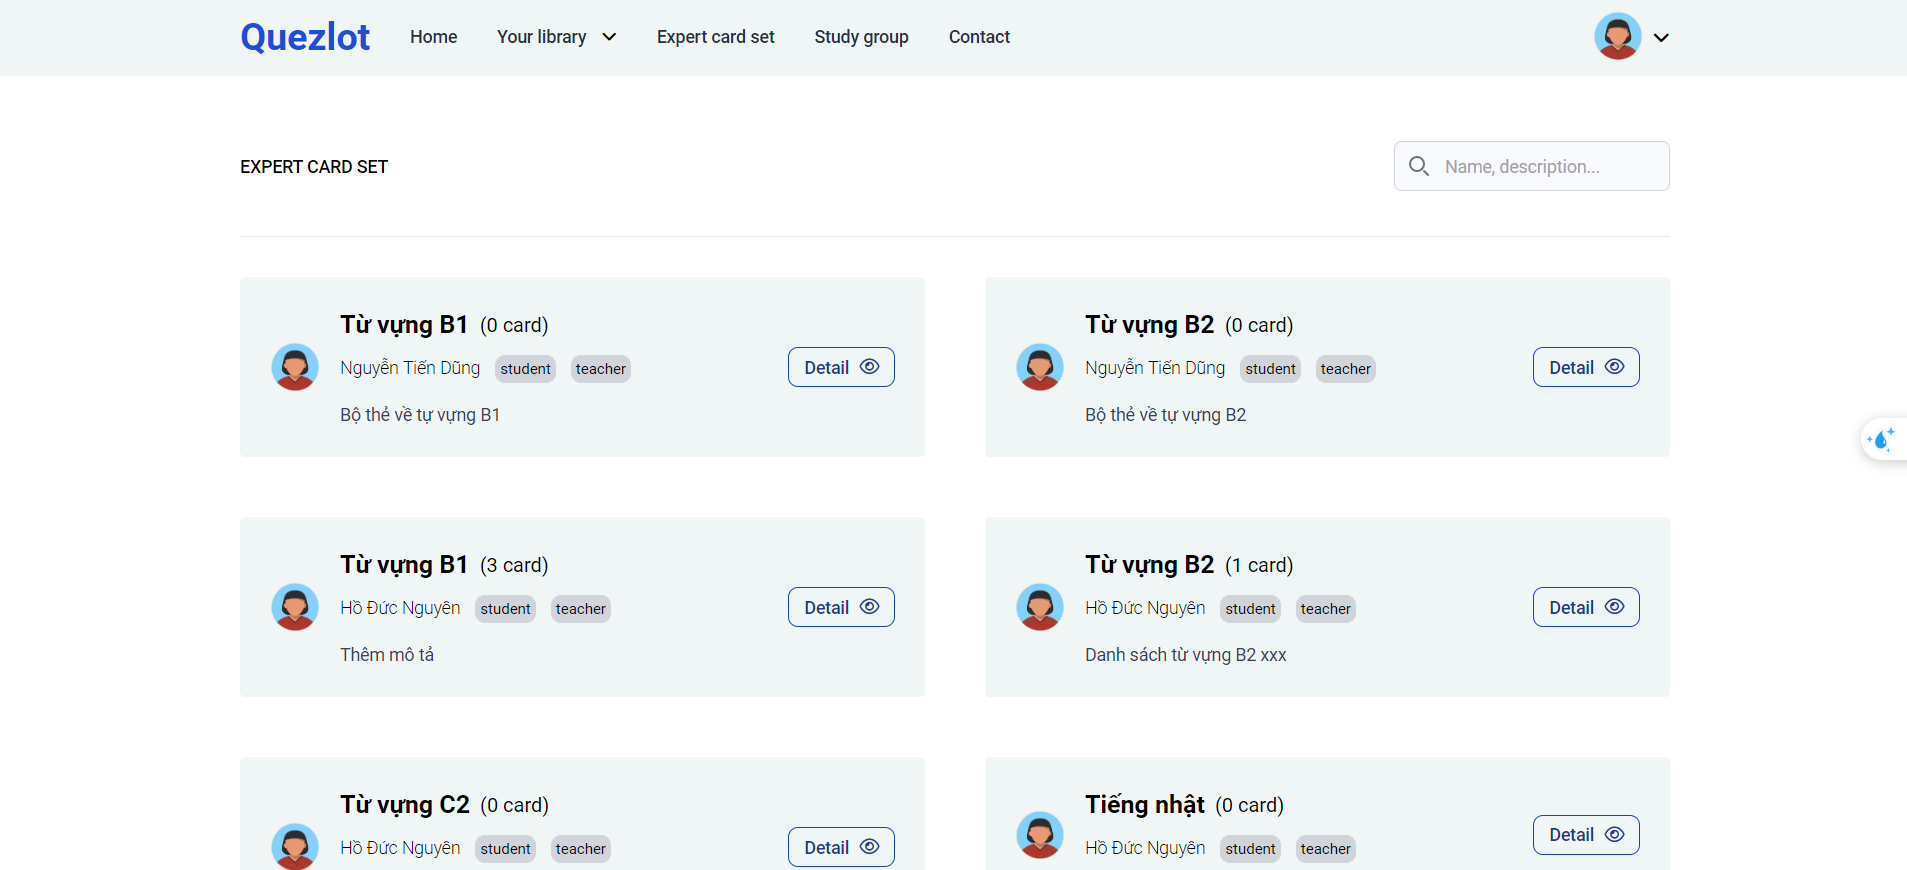 Quezlot Home Your library Expert card set Study group Contact
EXPERT CARD SET
Name, description...
Từ vựng B1 (0 card)
Nguyễn Tiến Dũng student teacher
Detail
Bộ thẻ về tự vựng B1
Từ vựng B2 (0 card)
Nguyễn Tiến Dũng student teacher
Detail
Bộ thẻ về tự vựng B2
Từ vựng B1 (3 card)
Hồ Đức Nguyên student teacher
Detail
Thêm mô tả
Từ vựng B2 (1 card)
Hồ Đức Nguyên student teacher
Detail
Danh sách từ vựng B2 xxx
Từ vựng C2 (0 card)
Hồ Đức Nguyên student teacher
Detail
Tiếng nhật (0 card)
Hồ Đức Nguyên student teacher
Detail